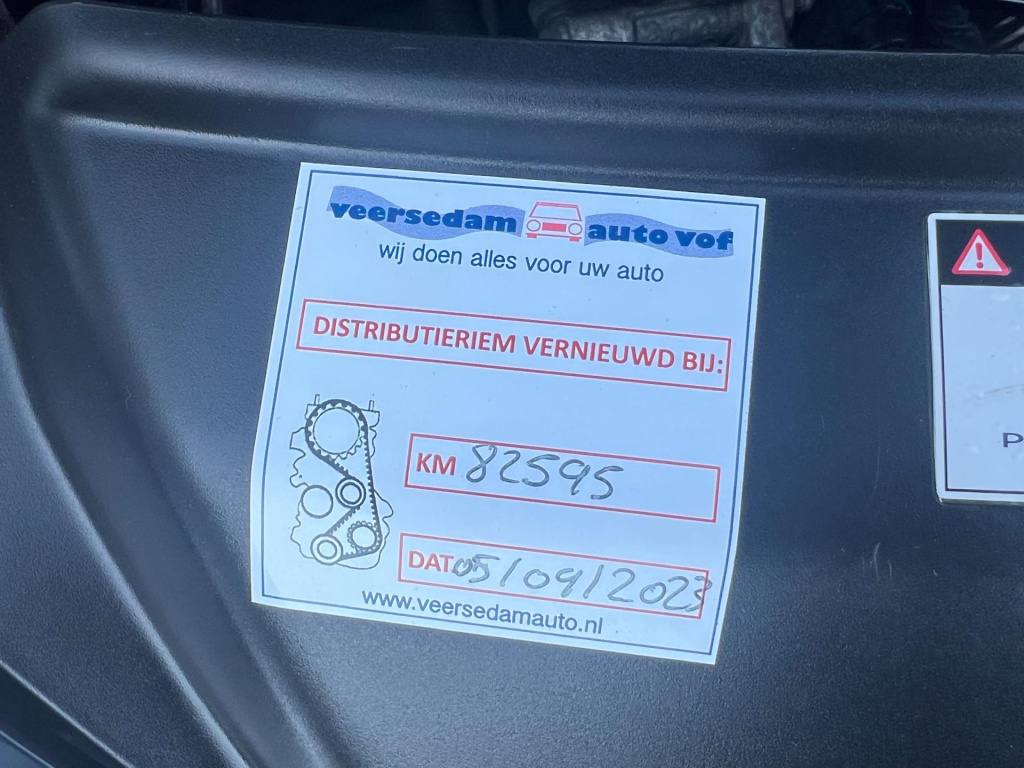 veersedam auto vof
wij doen alles voor uw auto
DISTRIBUTIERIEM VERNIEUWD BIJ:
KM 82595
DAT 05/09/2023
www.veersedamauto.nl
P